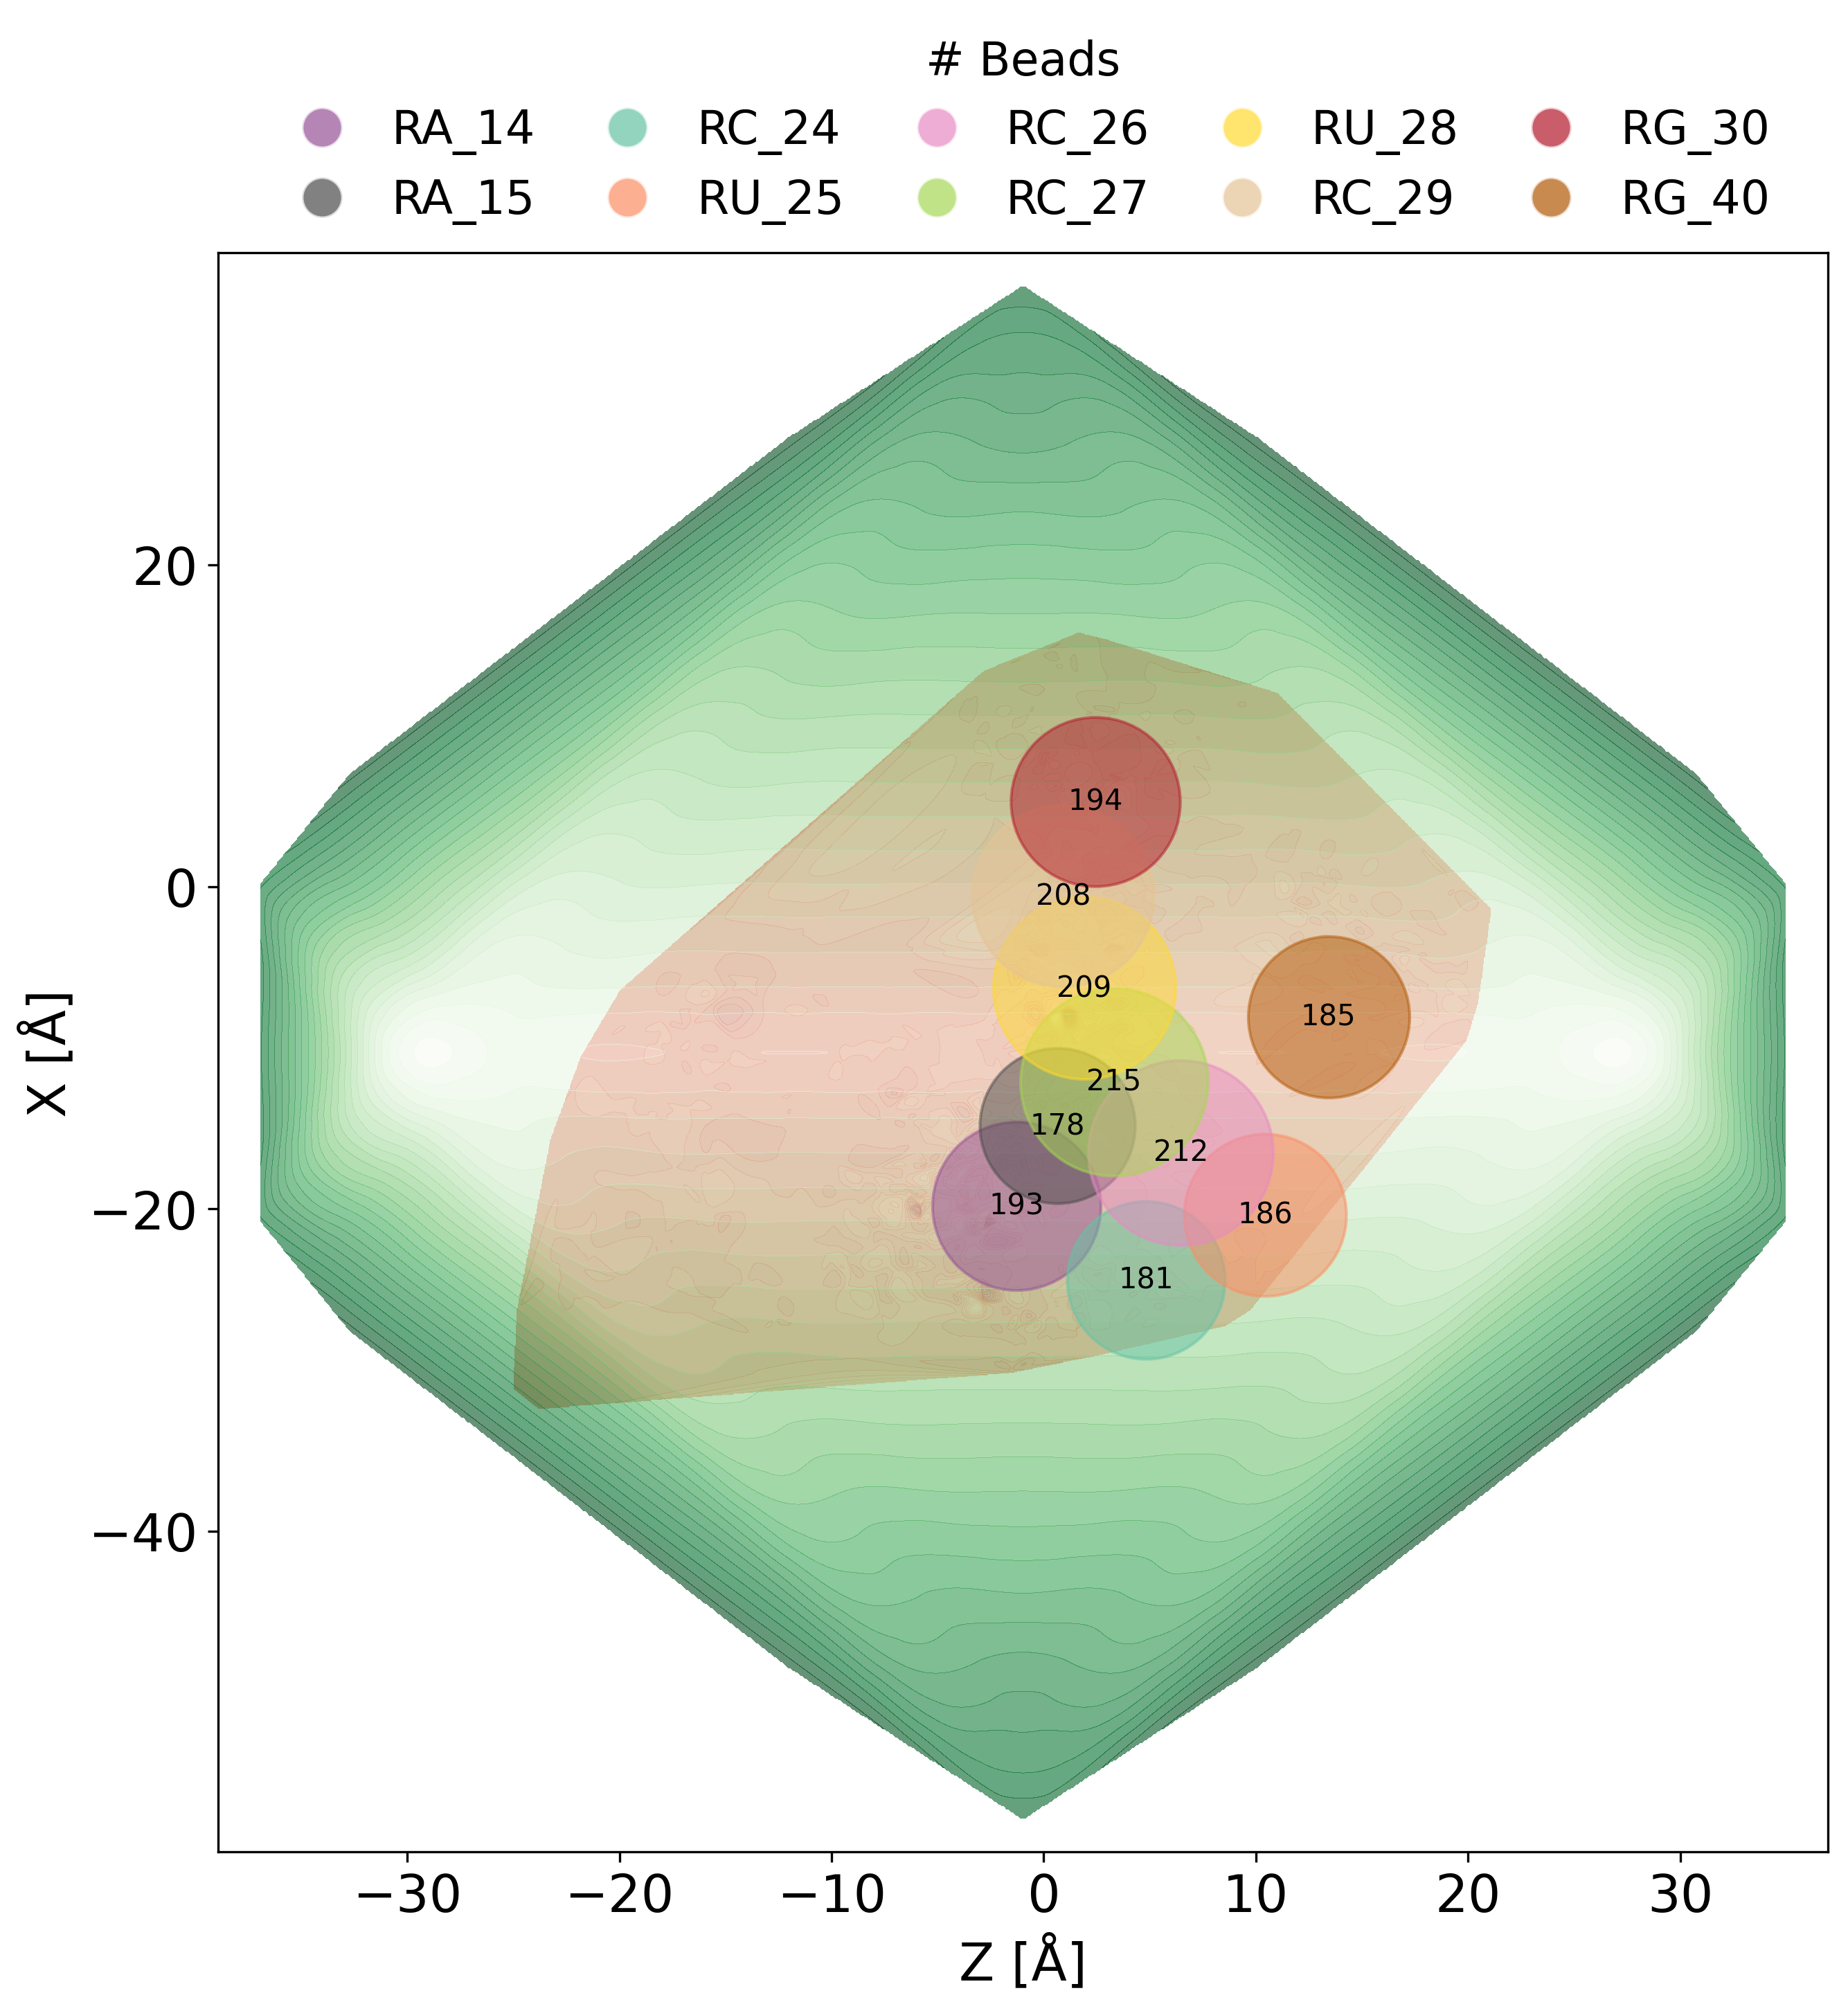 # Beads
RA_14 RC_24 RC_26 RU_28 RG_30
RA_15 RU_25 RC_27 RC_29 RG_40
20
0
−20
−40
X [Å]
194
208
209
185
215
178
212
193
186
181
−30 −20 −10 0 10 20 30
Z [Å]